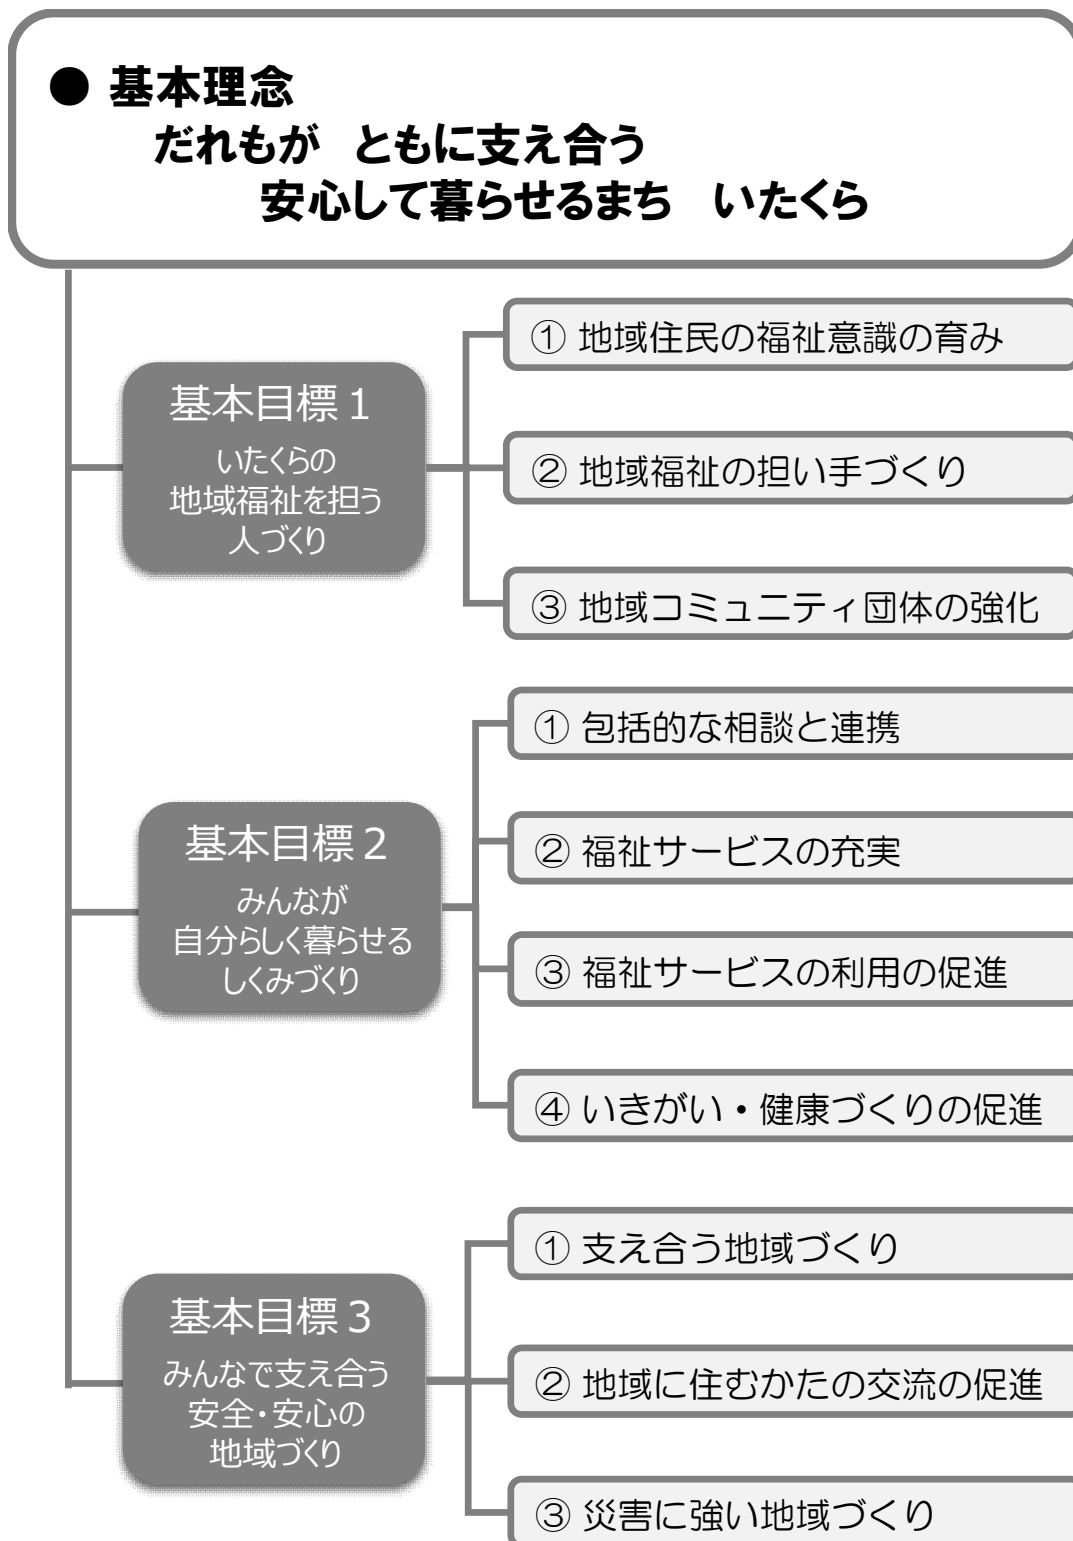 ● 基本理念
だれもが ともに支え合う
安心して暮らせるまち いたくら
基本目標1
いたくらの
地域福祉を担う
人づくり
① 地域住民の福祉意識の育み
② 地域福祉の担い手づくり
③ 地域コミュニティ団体の強化
基本目標2
みんなが
自分らしく暮らせる
しくみづくり
① 包括的な相談と連携
② 福祉サービスの充実
③ 福祉サービスの利用の促進
④ いきがい・健康づくりの促進
基本目標3
みんなで支え合う
安全・安心の
地域づくり
① 支え合う地域づくり
② 地域に住むかたの交流の促進
③ 災害に強い地域づくり